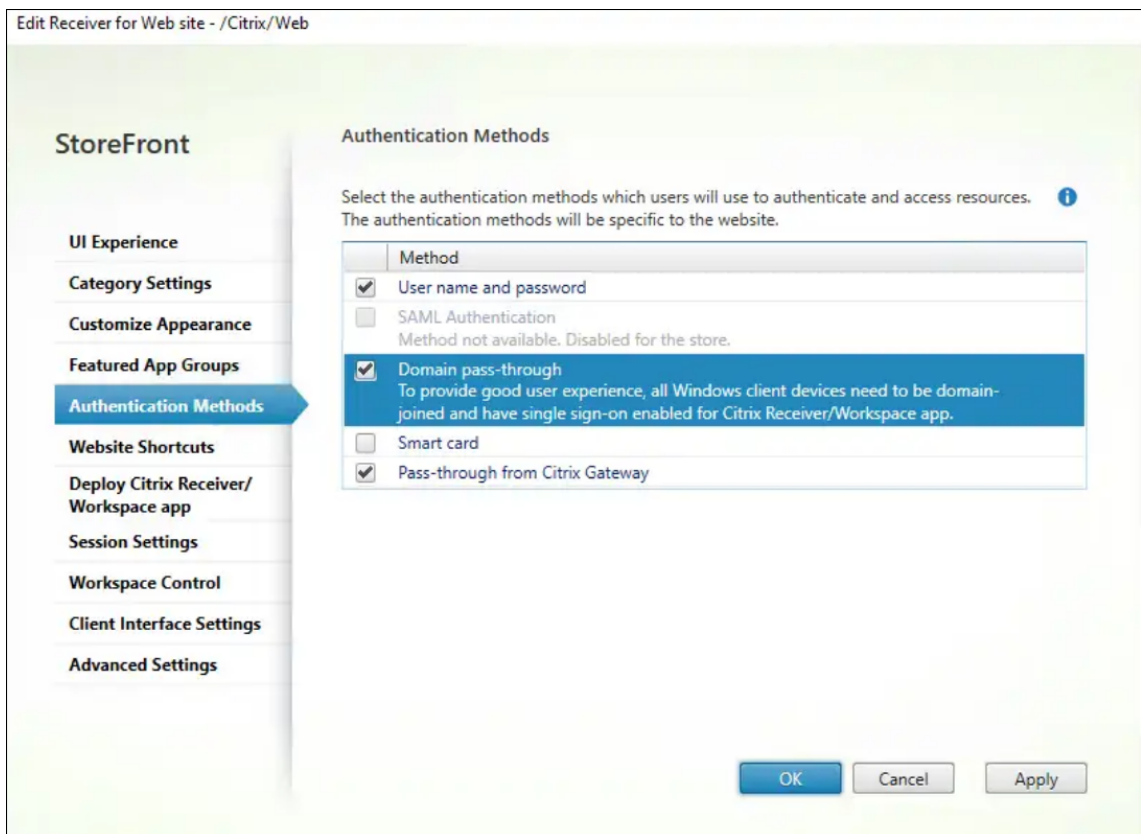 Edit Receiver for Web site - /Citrix/Web
StoreFront
UI Experience
Category Settings
Customize Appearance
Featured App Groups
Authentication Methods
Website Shortcuts
Deploy Citrix Receiver/
Workspace app
Session Settings
Workspace Control
Client Interface Settings
Advanced Settings
Authentication Methods
Select the authentication methods which users will use to authenticate and access resources.
The authentication methods will be specific to the website.
Method
User name and password
SAML Authentication
Method not available. Disabled for the store.
Domain pass-through
To provide good user experience, all Windows client devices need to be domain-
joined and have single sign-on enabled for Citrix Receiver/Workspace app.
Smart card
Pass-through from Citrix Gateway
OK
Cancel
Apply